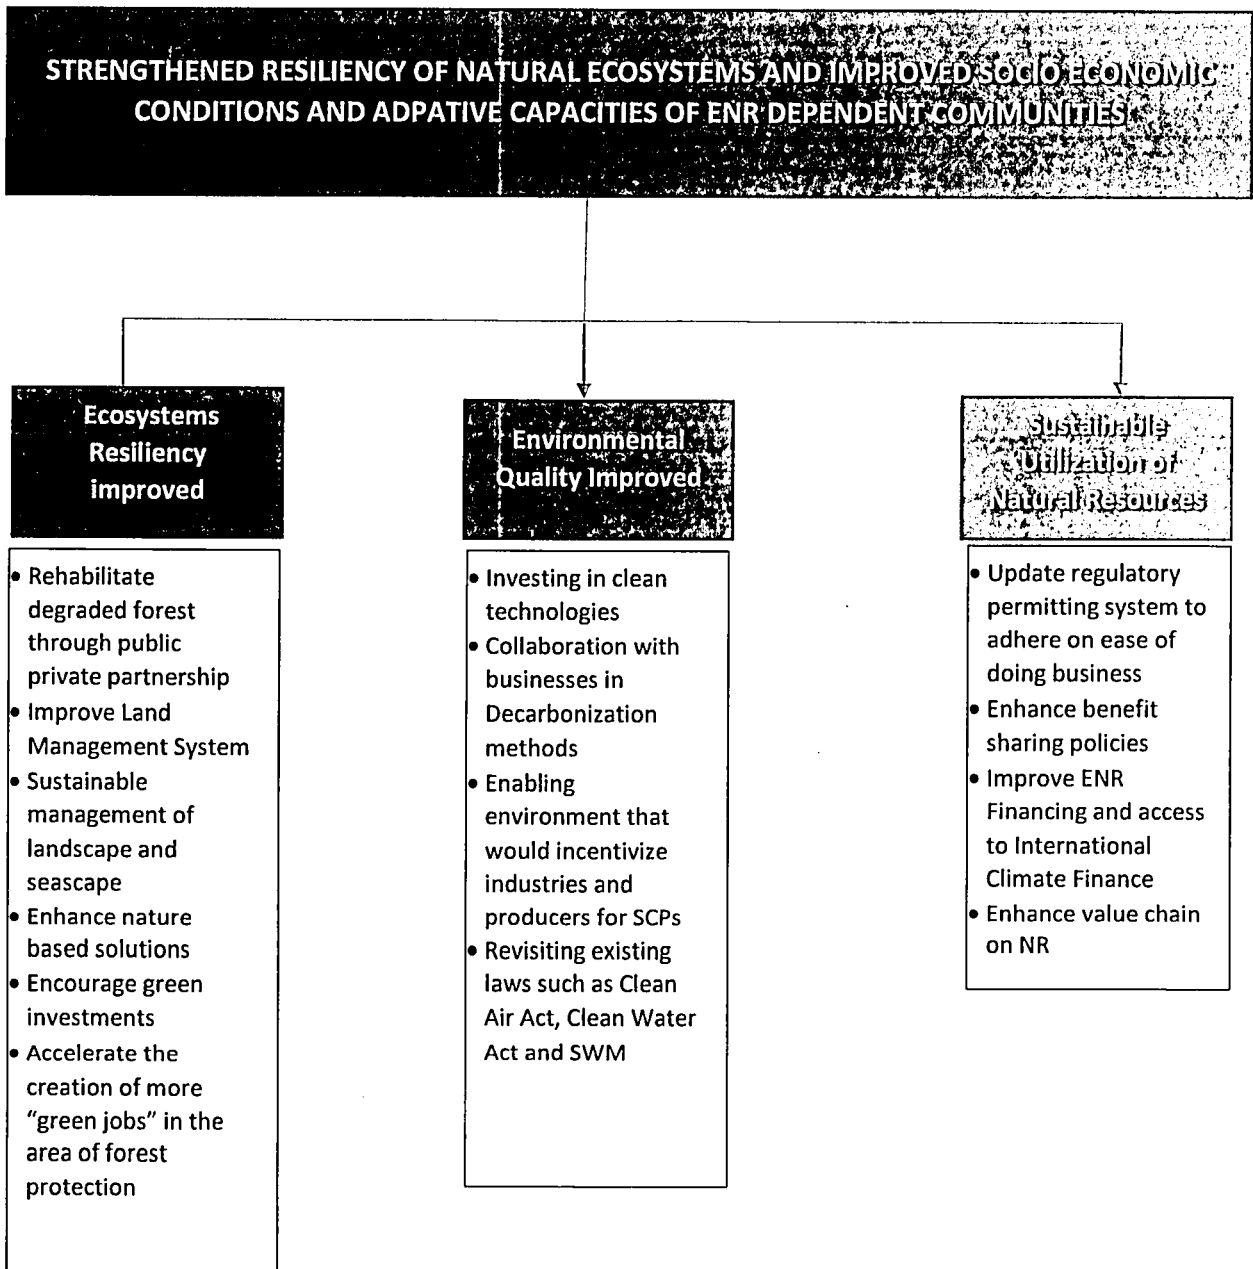 STRENGTHENED RESILIENCY OF NATURAL ECOSYSTEMS AND IMPROVED SOCIO ECONOMIC
CONDITIONS AND ADPATIVE CAPACITIES OF ENR DEPENDENT COMMUNITIES
Ecosystems
Resiliency
improved
• Rehabilitate
degraded forest
through public
private partnership
• Improve Land
Management System
• Sustainable
management of
landscape and
seascape
• Enhance nature
based solutions
• Encourage green
investments
• Accelerate the
creation of more
“green jobs” in the
area of forest
protection
Environmental
Quality Improved
• Investing in clean
technologies
• Collaboration with
businesses in
Decarbonization
methods
• Enabling
environment that
would incentivize
industries and
producers for SCPs
• Revisiting existing
laws such as Clean
Air Act, Clean Water
Act and SWM
Sustainable
Utilization of
Natural Resources
• Update regulatory
permitting system to
adhere on ease of
doing business
• Enhance benefit
sharing policies
• Improve ENR
Financing and access
to International
Climate Finance
• Enhance value chain
on NR